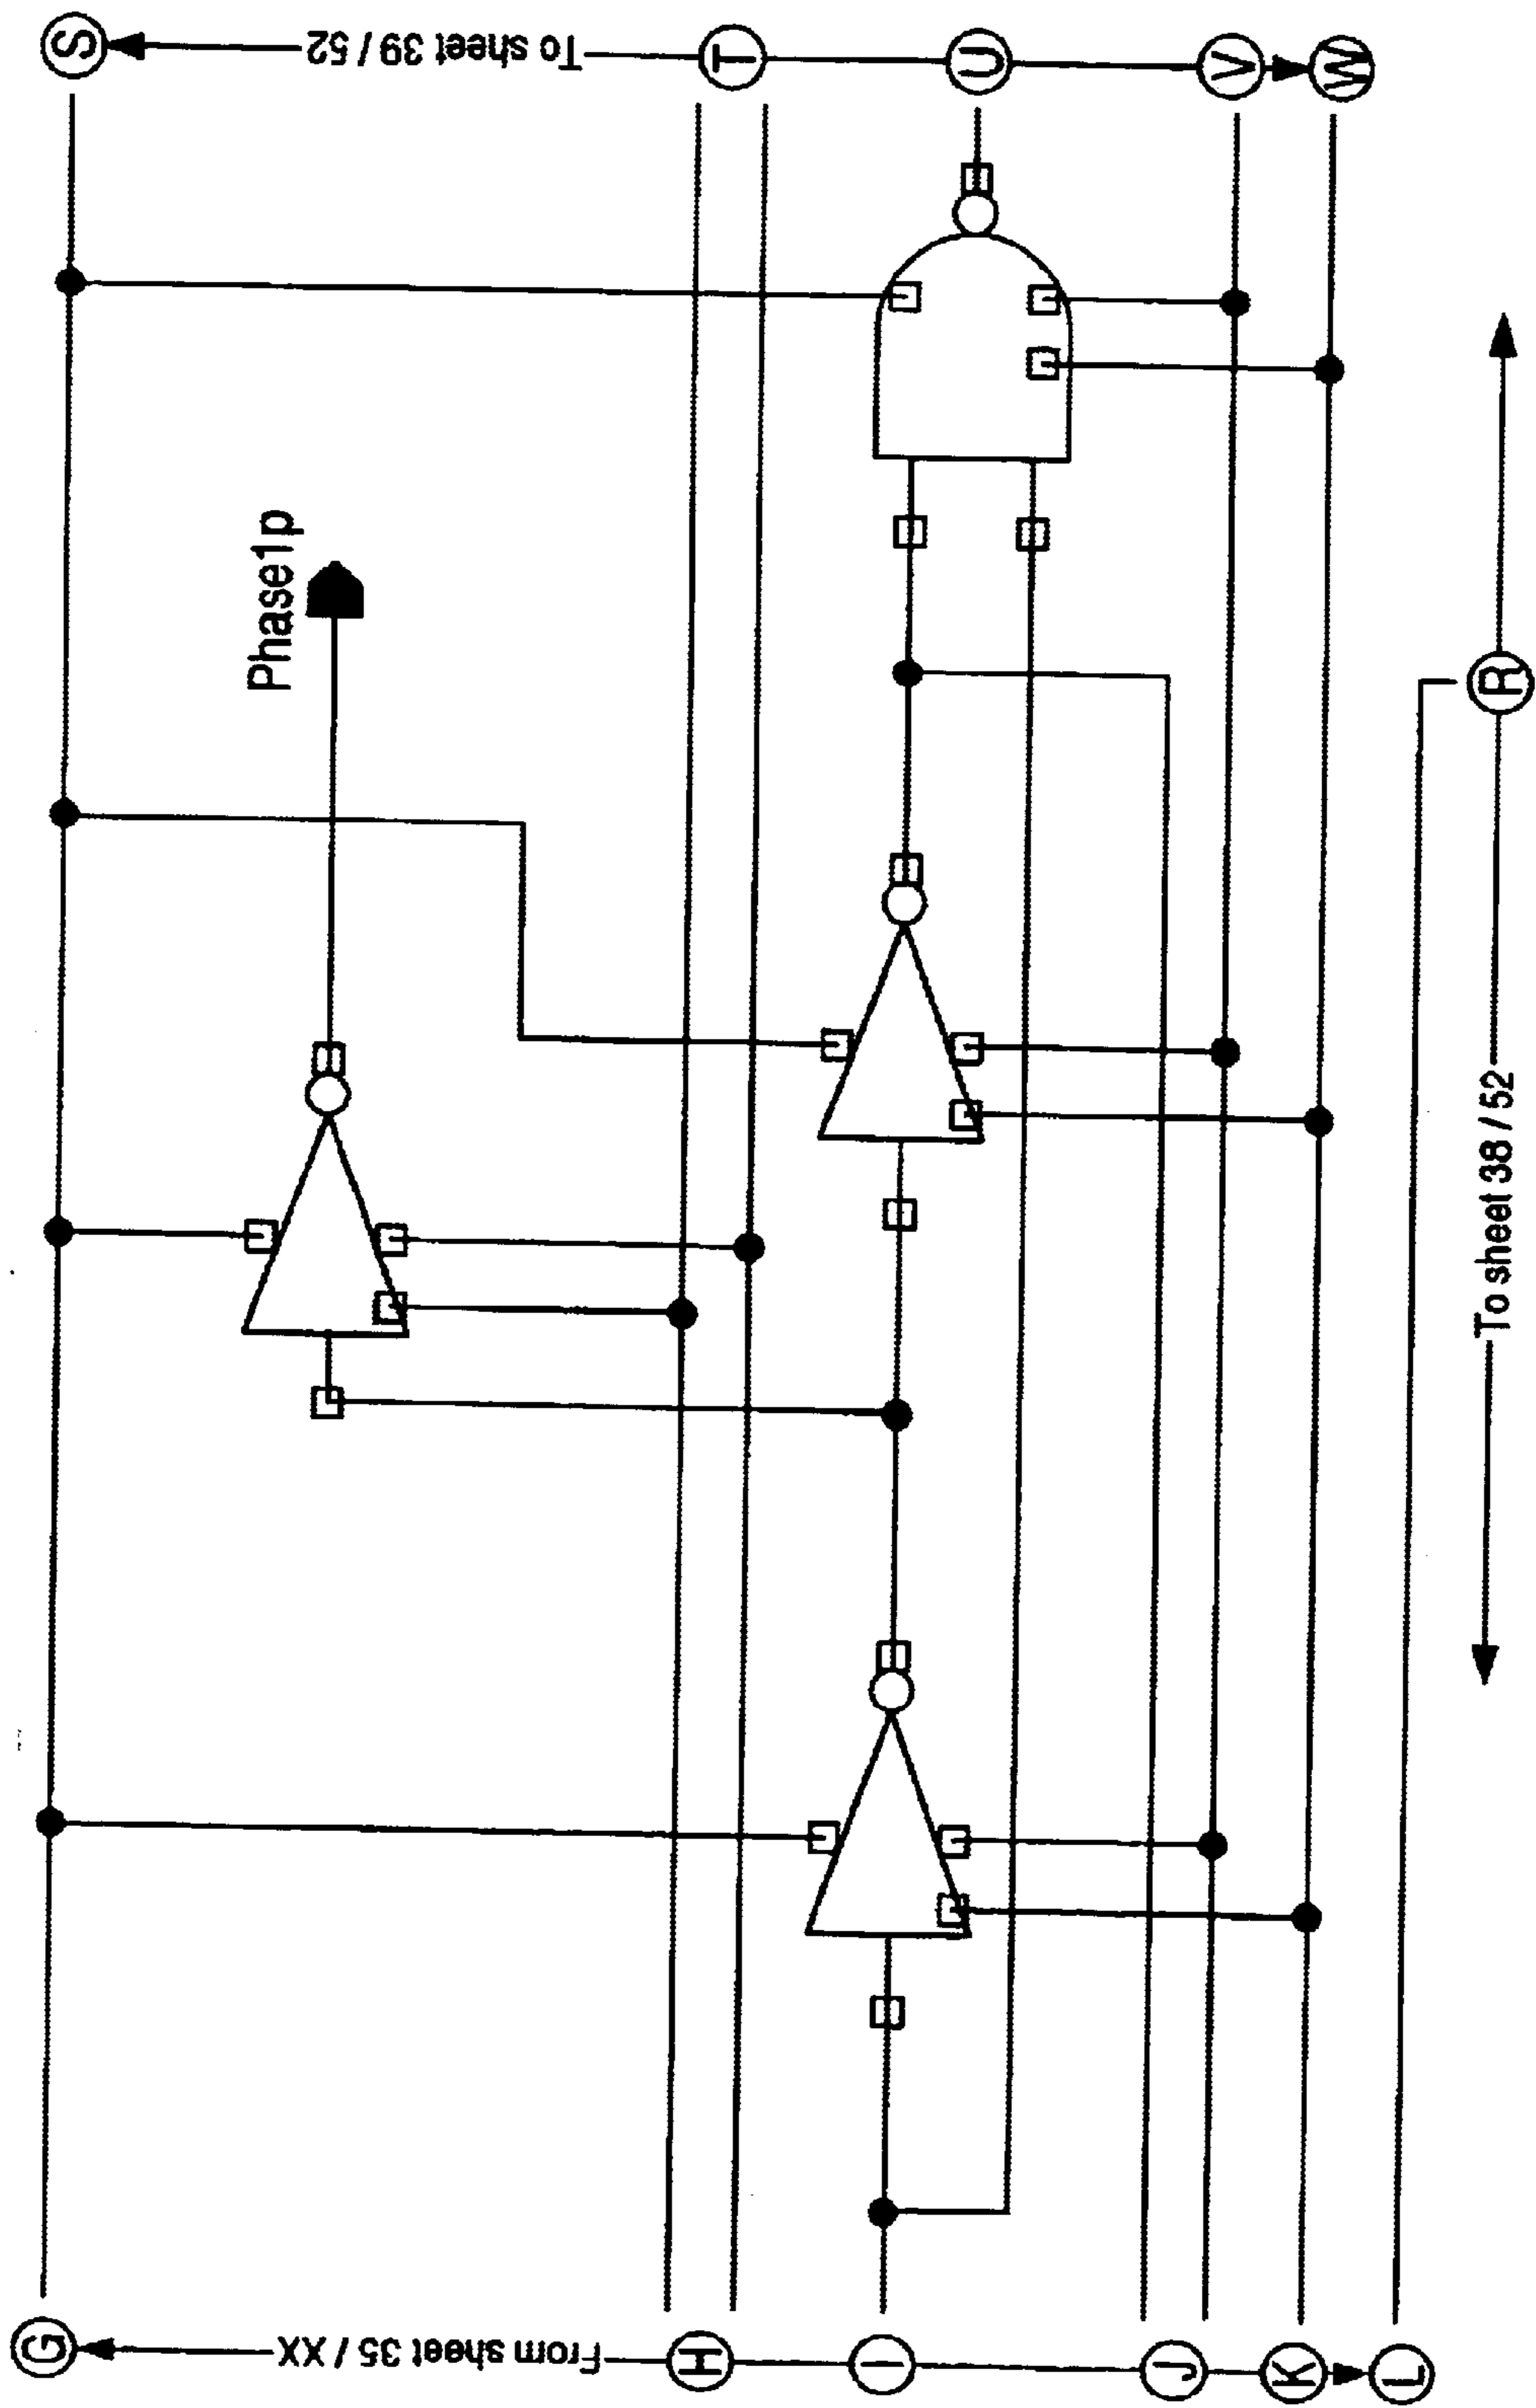 S
To sheet 39 / 52
T
U
V
W
Phase1p
R
To sheet 38 / 52
G
From sheet 35 / XX
H
I
J
K
L